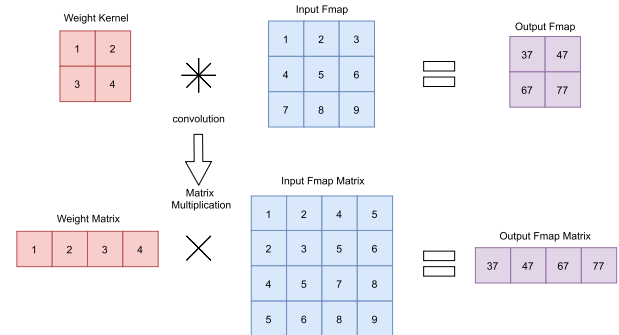 Weight Kernel
Input Fmap
Output Fmap
1 2
3 4
1 2 3
4 5 6
7 8 9
37 47
67 77
convolution
Matrix
Multiplication
Weight Matrix
1 2 3 4
Input Fmap Matrix
1 2 4 5
2 3 5 6
4 5 7 8
5 6 8 9
Output Fmap Matrix
37 47 67 77